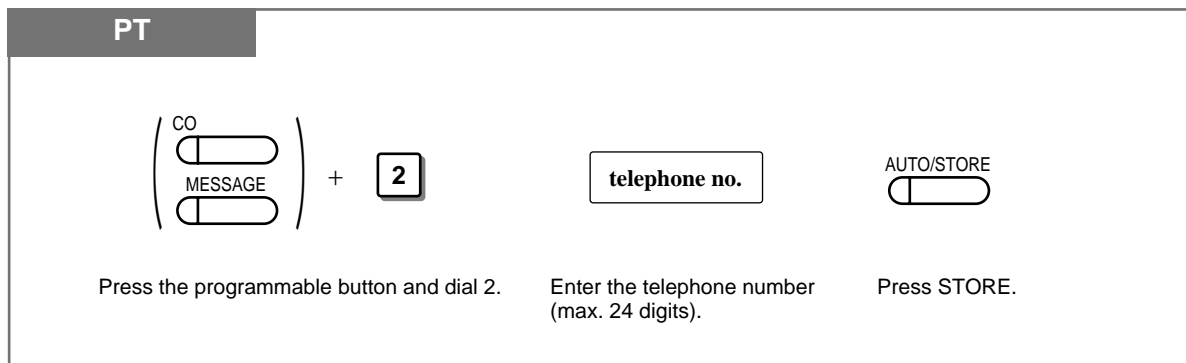 PT
CO
MESSAGE
+
2
telephone no.
AUTO/STORE
Press the programmable button and dial 2.
Enter the telephone number
(max. 24 digits).
Press STORE.